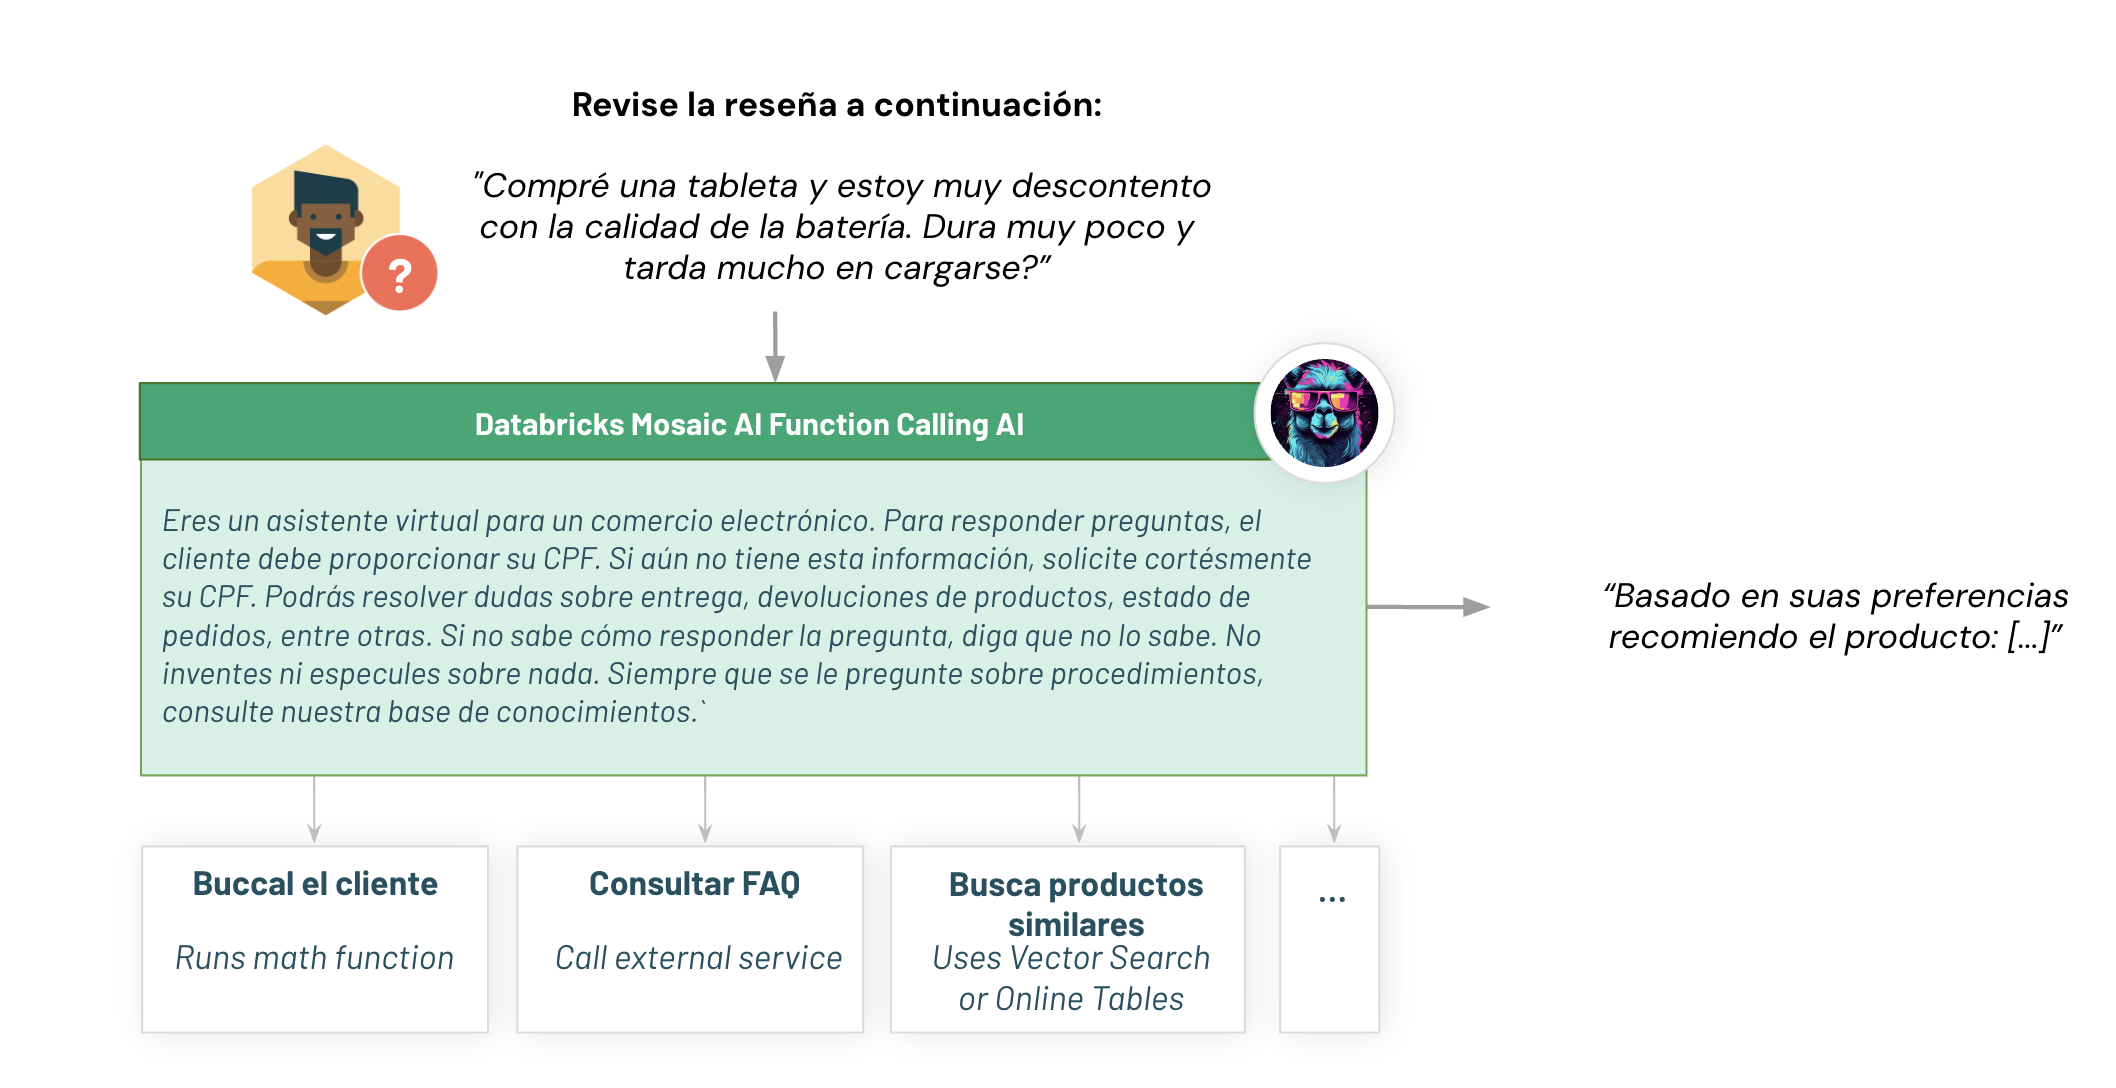 Revise la reseña a continuación:
"Compré una tableta y estoy muy descontento
con la calidad de la batería. Dura muy poco y
tarda mucho en cargarse?”
?
Databricks Mosaic AI Function Calling AI
Eres un asistente virtual para un comercio electrónico. Para responder preguntas, el
cliente debe proporcionar su CPF. Si aún no tiene esta información, solicite cortésmente
su CPF. Podrás resolver dudas sobre entrega, devoluciones de productos, estado de
pedidos, entre otras. Si no sabe cómo responder la pregunta, diga que no lo sabe. No
inventes ni especules sobre nada. Siempre que se le pregunte sobre procedimientos,
consulte nuestra base de conocimientos.`
“Basado en suas preferencias
recomiendo el producto: [...]”
Buccal el cliente
Runs math function
Consultar FAQ
Call external service
Busca productos
similares
Uses Vector Search
or Online Tables
...